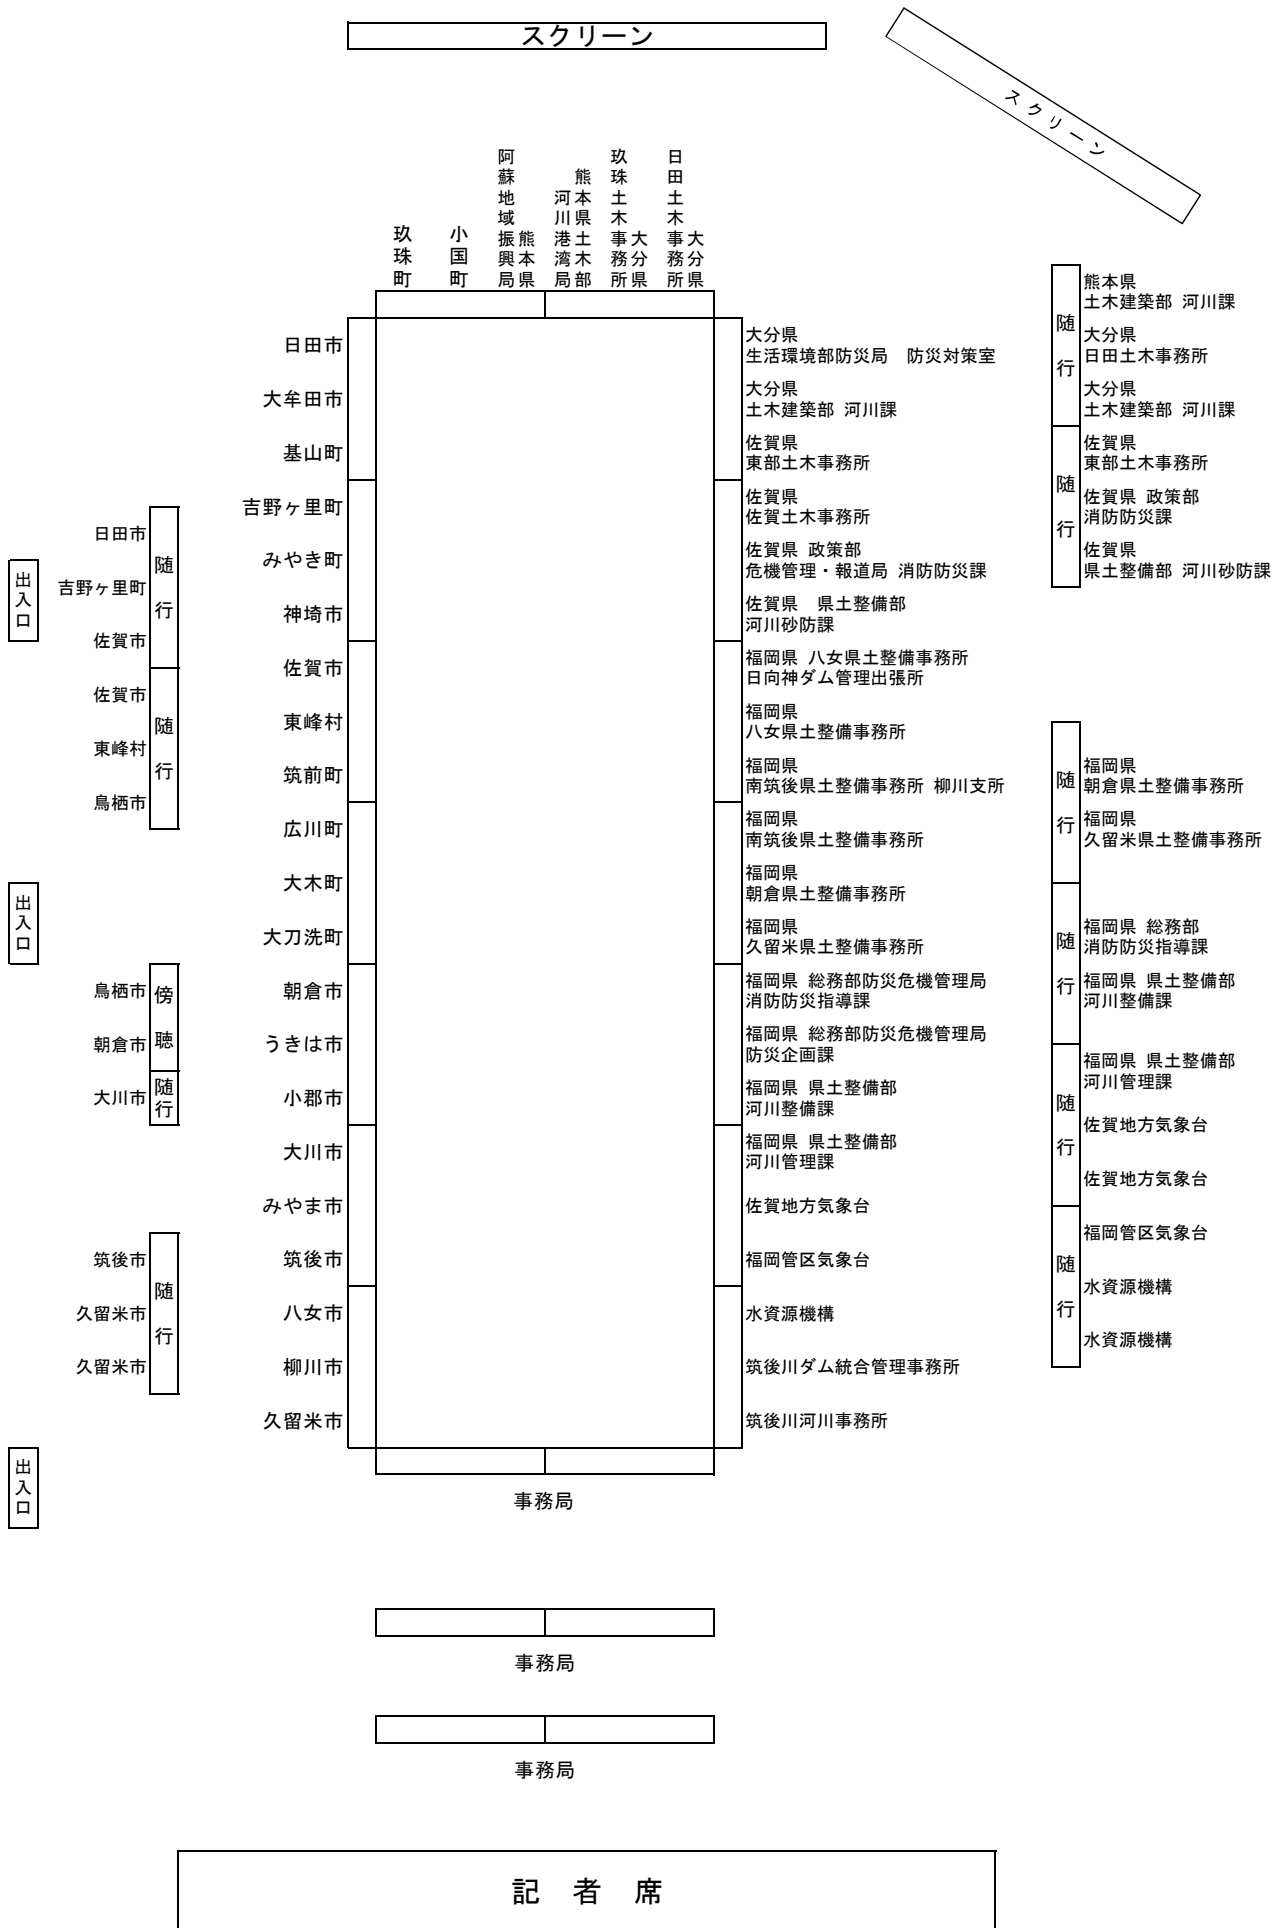 スクリーン
スクリーン
玖珠町
小国町
熊本県
阿蘇地域振興局
熊本県土木部
河川港湾局
大分県
玖珠土木事務所
大分県
日田土木事務所
日田市
大牟田市
基山町
吉野ヶ里町
みやき町
神埼市
佐賀市
東峰村
筑前町
広川町
大木町
大刀洗町
朝倉市
うきは市
小郡市
大川市
みやま市
筑後市
八女市
柳川市
久留米市
大分県
生活環境部防災局 防災対策室
大分県
土木建築部 河川課
佐賀県
東部土木事務所
佐賀県
佐賀土木事務所
佐賀県 政策部
危機管理・報道局 消防防災課
佐賀県 県土整備部
河川砂防課
福岡県 八女県土整備事務所
日向神ダム管理出張所
福岡県
八女県土整備事務所
福岡県
南筑後県土整備事務所 柳川支所
福岡県
南筑後県土整備事務所
福岡県
朝倉県土整備事務所
福岡県
久留米県土整備事務所
福岡県 総務部防災危機管理局
消防防災指導課
福岡県 総務部防災危機管理局
防災企画課
福岡県 県土整備部
河川整備課
福岡県 県土整備部
河川管理課
佐賀地方気象台
福岡管区気象台
水資源機構
筑後川ダム統合管理事務所
筑後川河川事務所
随行
熊本県
土木建築部 河川課
大分県
日田土木事務所
大分県
土木建築部 河川課
随行
佐賀県
東部土木事務所
佐賀県 政策部
消防防災課
佐賀県
県土整備部 河川砂防課
随行
福岡県
朝倉県土整備事務所
福岡県
久留米県土整備事務所
随行
福岡県 総務部
消防防災指導課
福岡県 県土整備部
河川整備課
随行
福岡県 県土整備部
河川管理課
佐賀地方気象台
佐賀地方気象台
随行
福岡管区気象台
水資源機構
水資源機構
出入口
日田市
吉野ヶ里町
佐賀市
随行
佐賀市
東峰村
鳥栖市
随行
出入口
鳥栖市
朝倉市
傍聴
大川市
随行
筑後市
久留米市
久留米市
随行
出入口
事務局
事務局
事務局
記者席